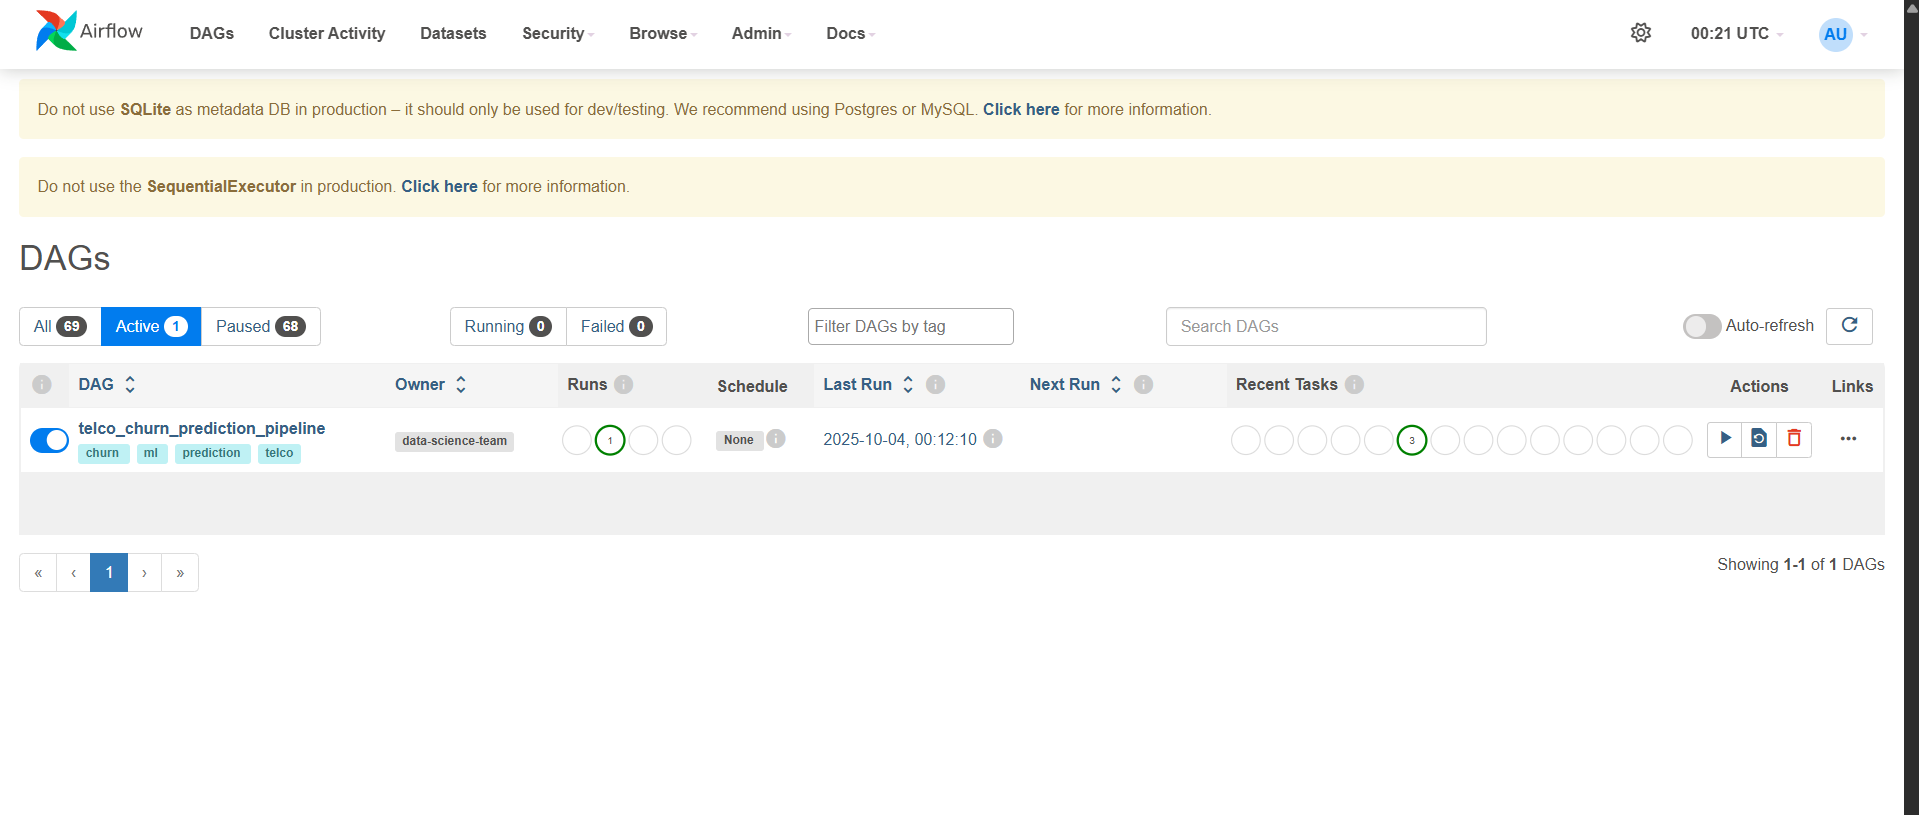 Airflow DAGs Cluster Activity Datasets Security Browse Admin Docs 00:21 UTC AU
Do not use SQLite as metadata DB in production – it should only be used for dev/testing. We recommend using Postgres or MySQL. Click here for more information.
Do not use the SequentialExecutor in production. Click here for more information.
DAGs
All 69 Active 1 Paused 68 Running 0 Failed 0 Filter DAGs by tag Search DAGs Auto-refresh
i DAG Owner Runs i Schedule Last Run i Next Run i Recent Tasks i Actions Links
telco_churn_prediction_pipeline data-science-team 1 None i 2025-10-04, 00:12:10 i 3 ...
churn ml prediction telco
« ‹ 1 › » Showing 1-1 of 1 DAGs